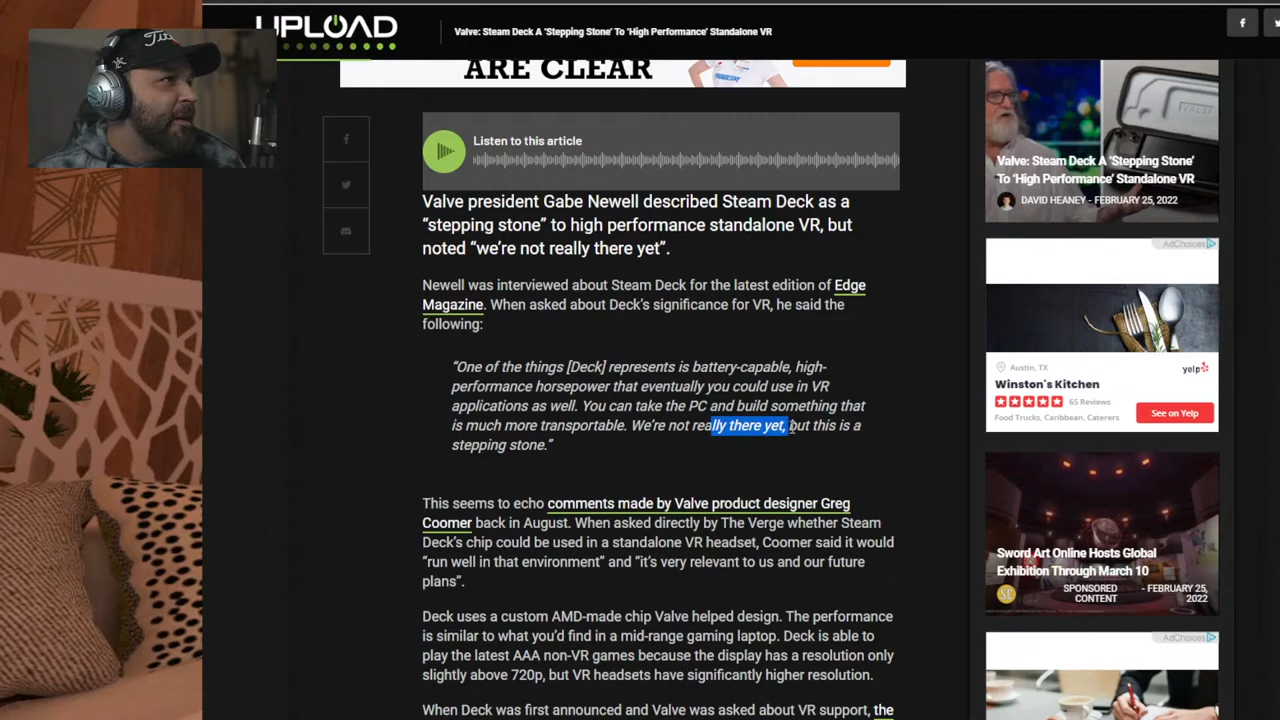 UPLOAD
Valve: Steam Deck A ‘Stepping Stone’ To ‘High Performance’ Standalone VR
ARE CLEAR
Listen to this article
Valve president Gabe Newell described Steam Deck as a
“stepping stone” to high performance standalone VR, but
noted “we’re not really there yet”.
Newell was interviewed about Steam Deck for the latest edition of Edge
Magazine. When asked about Deck’s significance for VR, he said the
following:
“One of the things [Deck] represents is battery-capable, high-
performance horsepower that eventually you could use in VR
applications as well. You can take the PC and build something that
is much more transportable. We’re not really there yet, but this is a
stepping stone.”
This seems to echo comments made by Valve product designer Greg
Coomer back in August. When asked directly by The Verge whether Steam
Deck’s chip could be used in a standalone VR headset, Coomer said it would
“run well in that environment” and “it’s very relevant to us and our future
plans”.
Deck uses a custom AMD-made chip Valve helped design. The performance
is similar to what you’d find in a mid-range gaming laptop. Deck is able to
play the latest AAA non-VR games because the display has a resolution only
slightly above 720p, but VR headsets have significantly higher resolution.
When Deck was first announced and Valve was asked about VR support, the
VALVE
Valve: Steam Deck A ‘Stepping Stone’
To ‘High Performance’ Standalone VR
DAVID HEANEY - FEBRUARY 25, 2022
AdChoices
Austin, TX
yelp
Winston's Kitchen
65 Reviews
Food Trucks, Caribbean, Caterers
See on Yelp
Sword Art Online Hosts Global
Exhibition Through March 10
SPONSORED CONTENT
- FEBRUARY 25, 2022
AdChoices